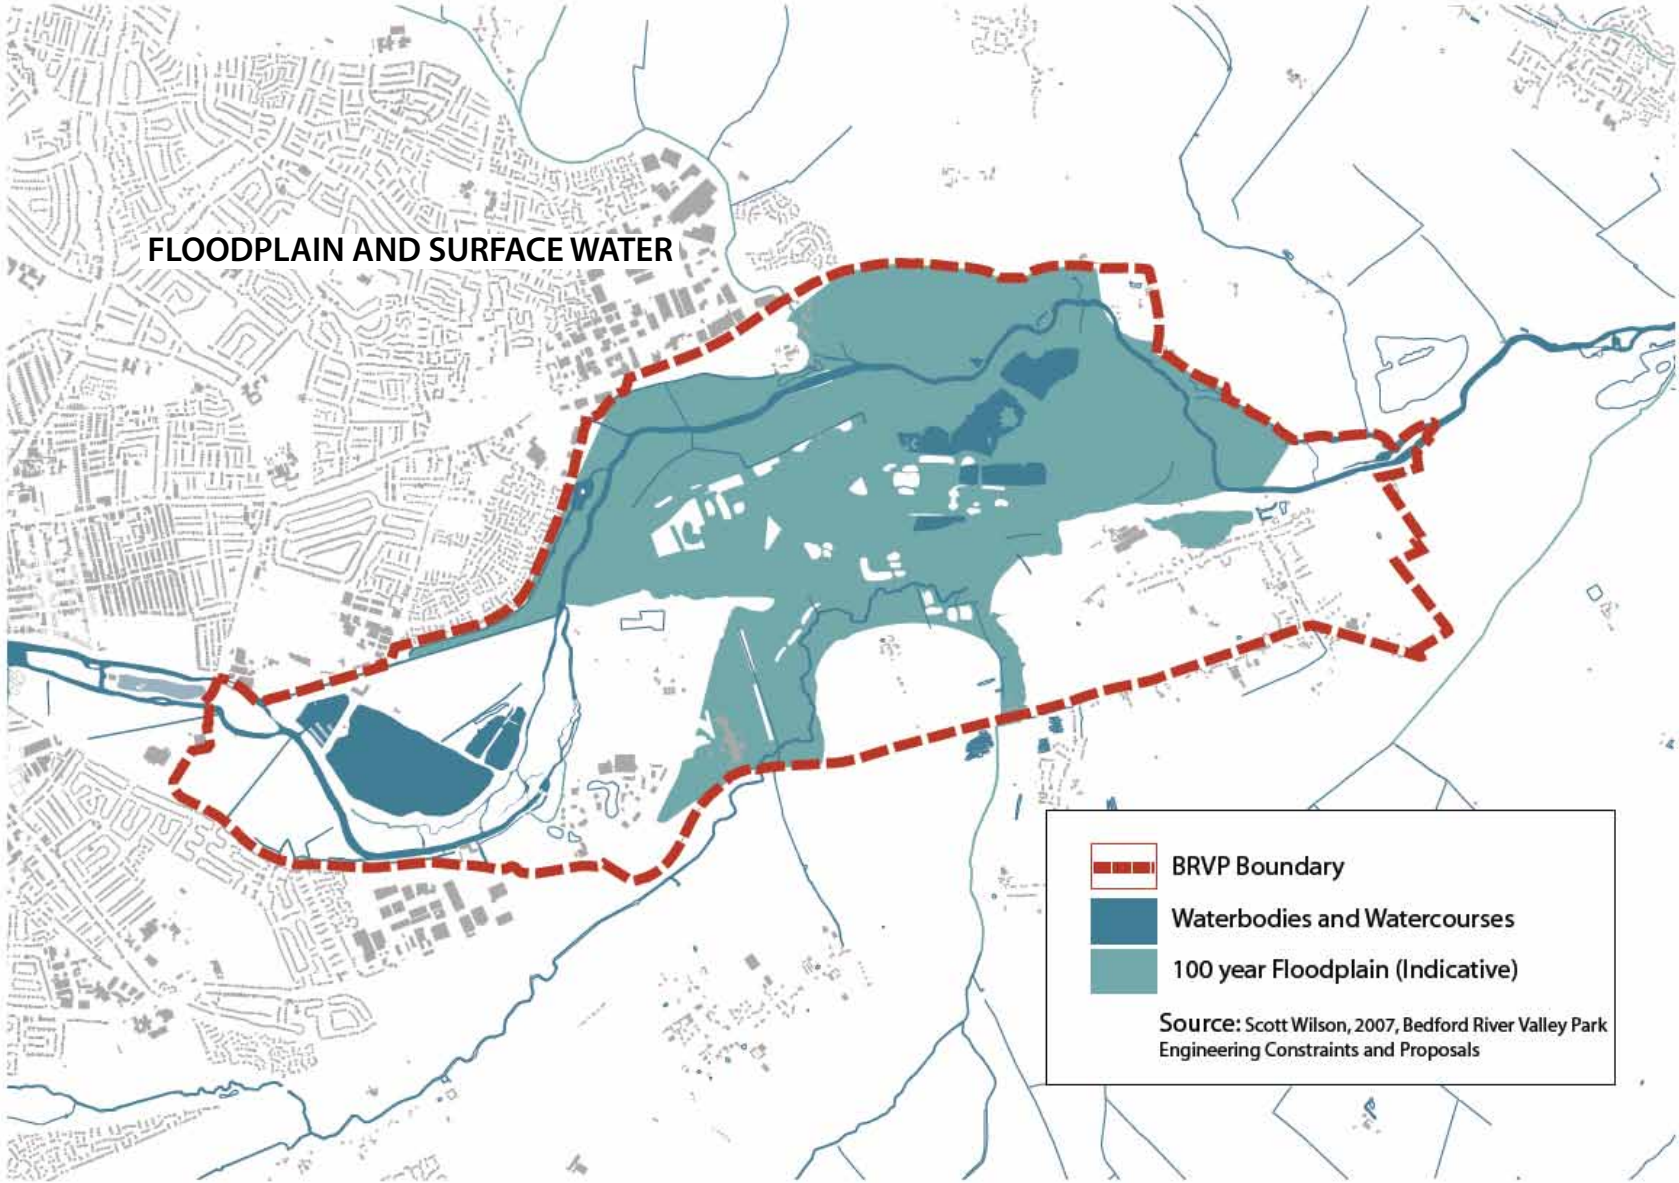 FLOODPLAIN AND SURFACE WATER
BRVP Boundary
Waterbodies and Watercourses
100 year Floodplain (Indicative)
Source: Scott Wilson, 2007, Bedford River Valley Park
Engineering Constraints and Proposals